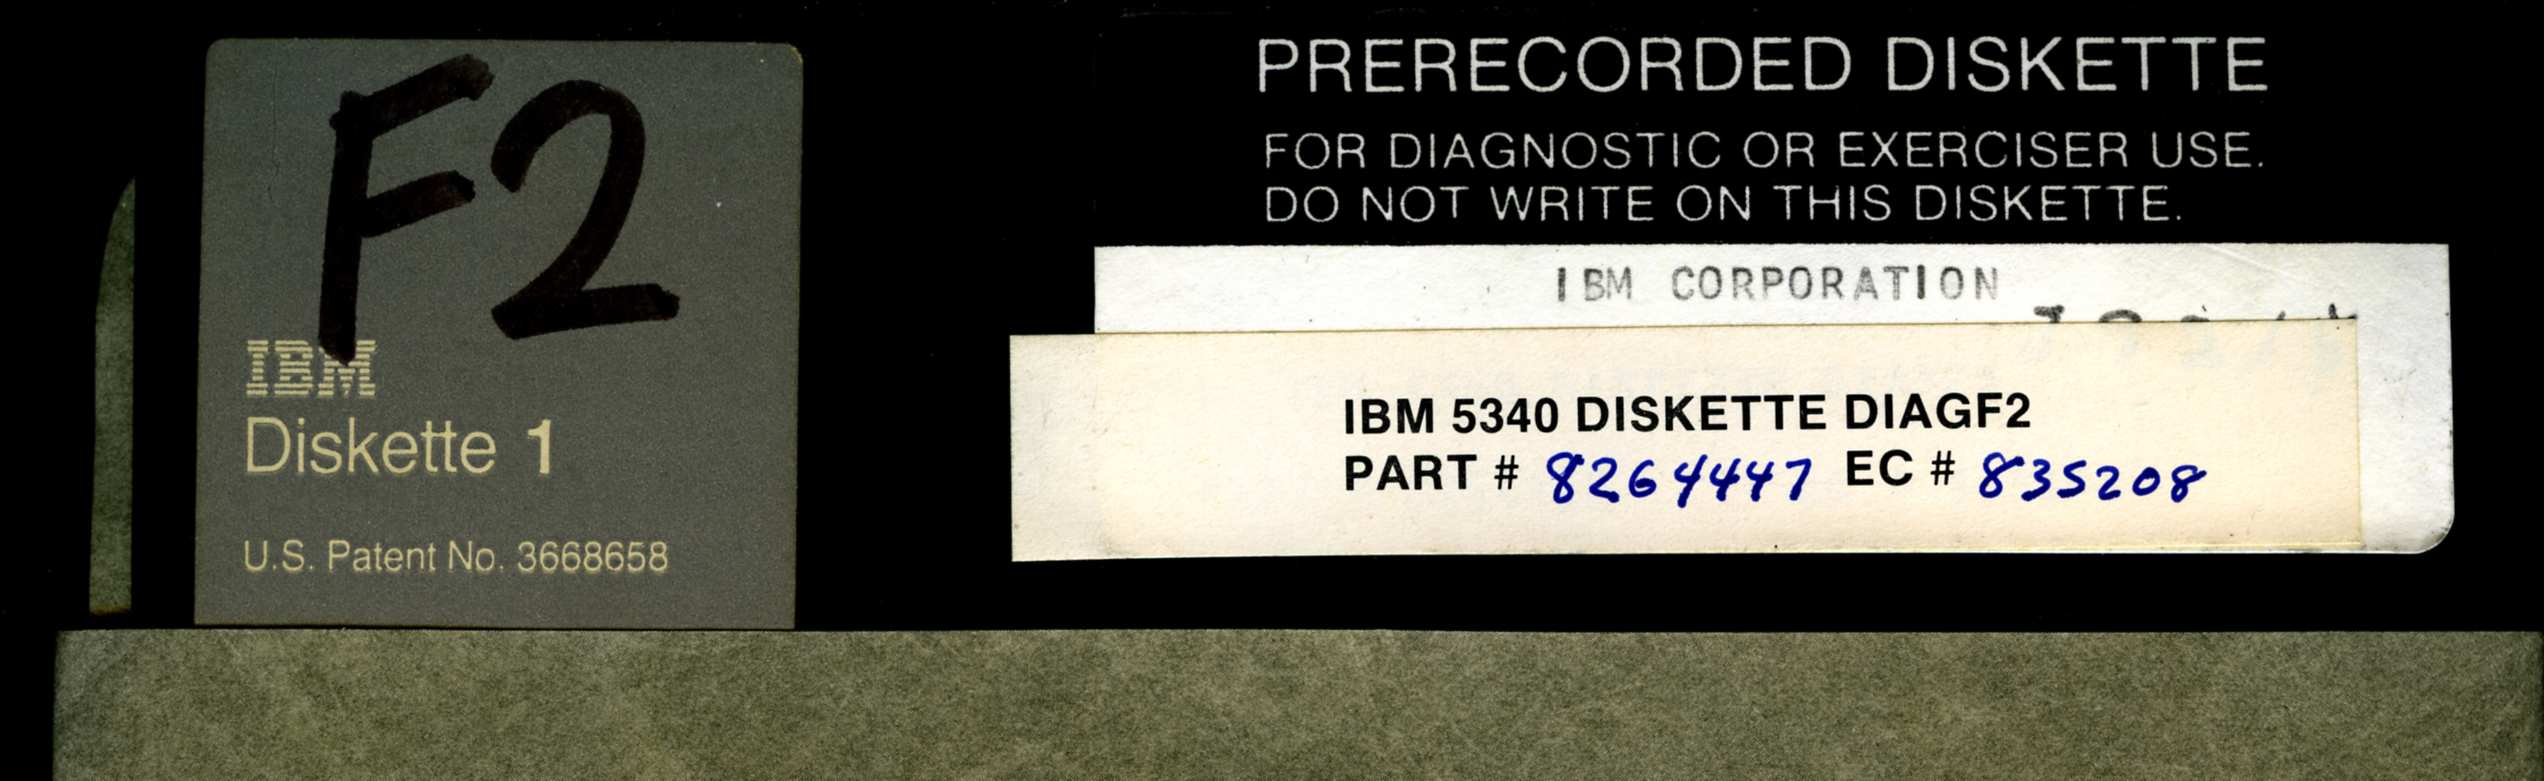 F2
IBM
Diskette 1
U.S. Patent No. 3668658
PRERECORDED DISKETTE
FOR DIAGNOSTIC OR EXERCISER USE.
DO NOT WRITE ON THIS DISKETTE.
IBM CORPORATION
IBM 5340 DISKETTE DIAGF2
PART # 8264447 EC # 835208